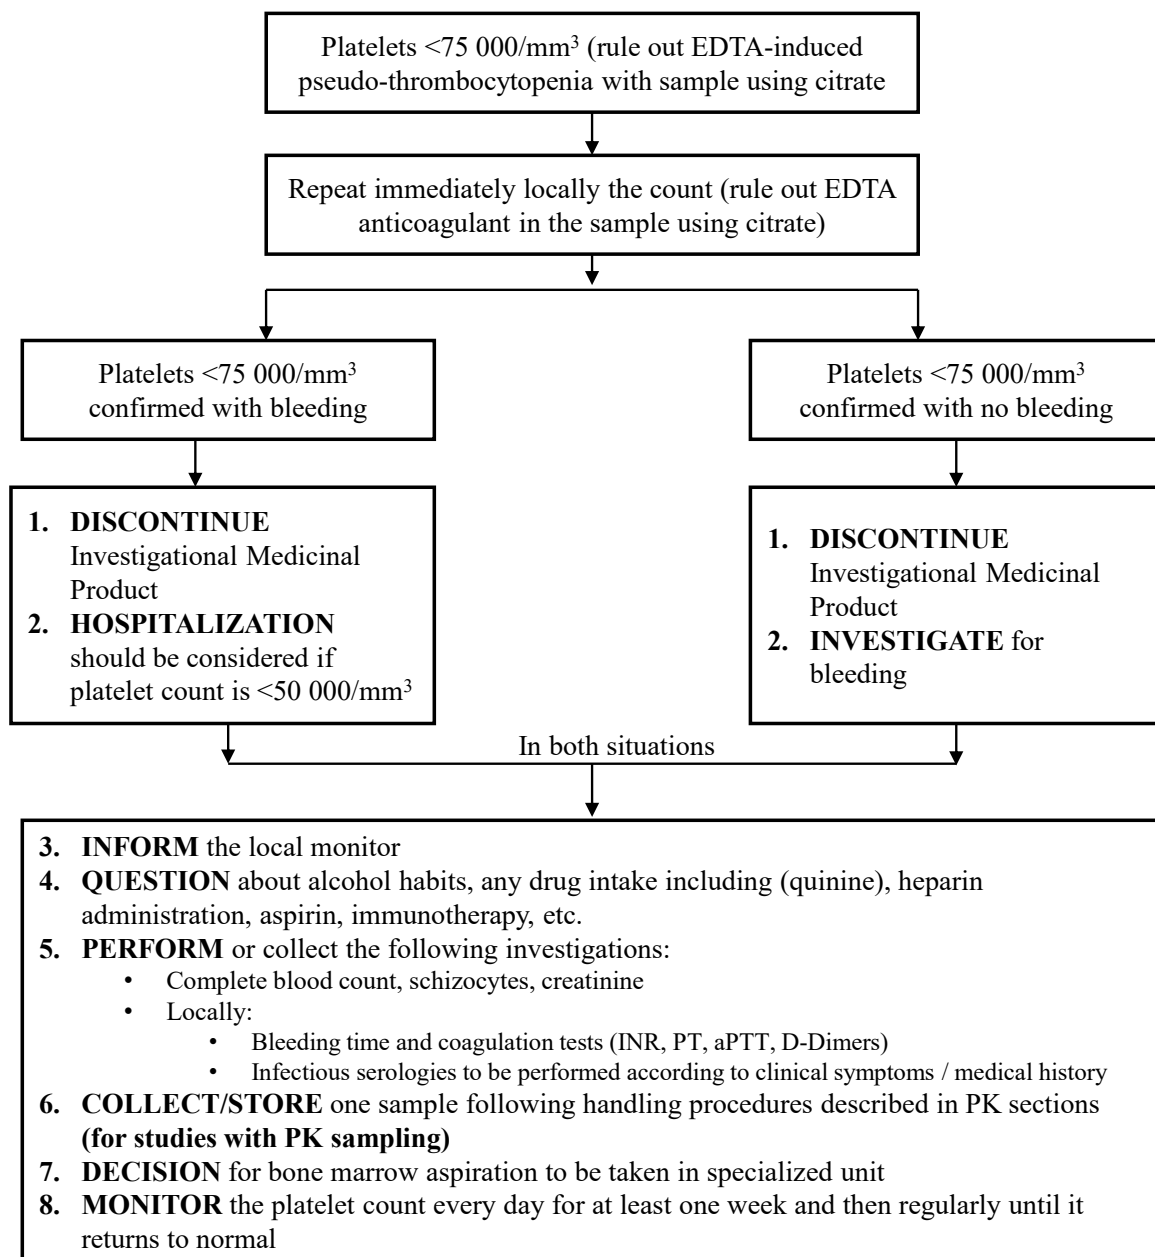 Platelets <75 000/mm³ (rule out EDTA-induced
pseudo-thrombocytopenia with sample using citrate
Repeat immediately locally the count (rule out EDTA
anticoagulant in the sample using citrate)
Platelets <75 000/mm³
confirmed with bleeding
Platelets <75 000/mm³
confirmed with no bleeding
1. DISCONTINUE
Investigational Medicinal
Product
2. HOSPITALIZATION
should be considered if
platelet count is <50 000/mm³
1. DISCONTINUE
Investigational Medicinal
Product
2. INVESTIGATE for
bleeding
In both situations
3. INFORM the local monitor
4. QUESTION about alcohol habits, any drug intake including (quinine), heparin
administration, aspirin, immunotherapy, etc.
5. PERFORM or collect the following investigations:
• Complete blood count, schizocytes, creatinine
• Locally:
• Bleeding time and coagulation tests (INR, PT, aPTT, D-Dimers)
• Infectious serologies to be performed according to clinical symptoms / medical history
6. COLLECT/STORE one sample following handling procedures described in PK sections
(for studies with PK sampling)
7. DECISION for bone marrow aspiration to be taken in specialized unit
8. MONITOR the platelet count every day for at least one week and then regularly until it
returns to normal